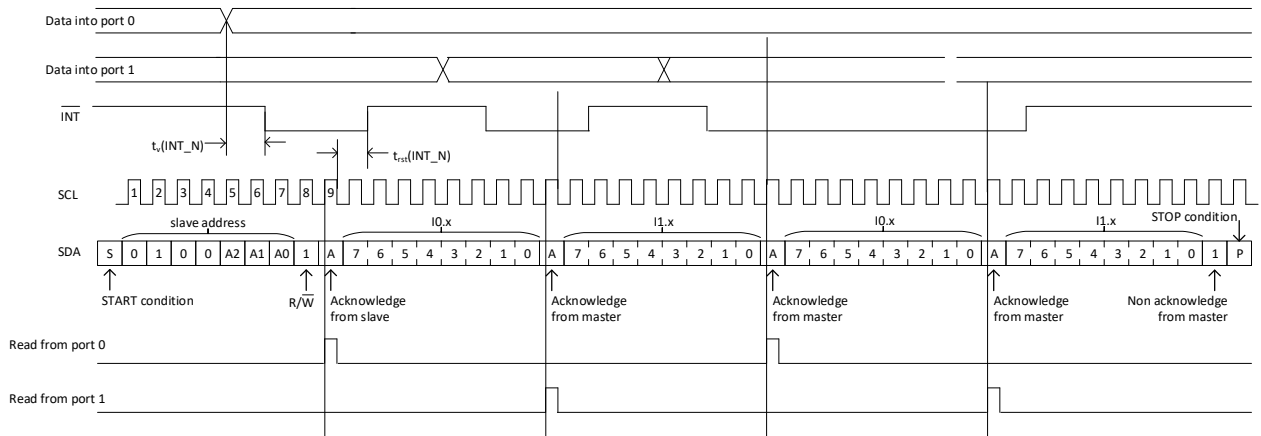 Data into port 0
Data into port 1
INT
tv(INT_N)
trst(INT_N)
SCL
1 2 3 4 5 6 7 8 9
slave address
I0.x
I1.x
I0.x
I1.x
STOP condition
SDA
S 0 1 0 0 A2 A1 A0 1 A 7 6 5 4 3 2 1 0 A 7 6 5 4 3 2 1 0 A 7 6 5 4 3 2 1 0 A 7 6 5 4 3 2 1 0 1 P
START condition
R/W
Acknowledge
from slave
Acknowledge
from master
Acknowledge
from master
Acknowledge
from master
Non acknowledge
from master
Read from port 0
Read from port 1